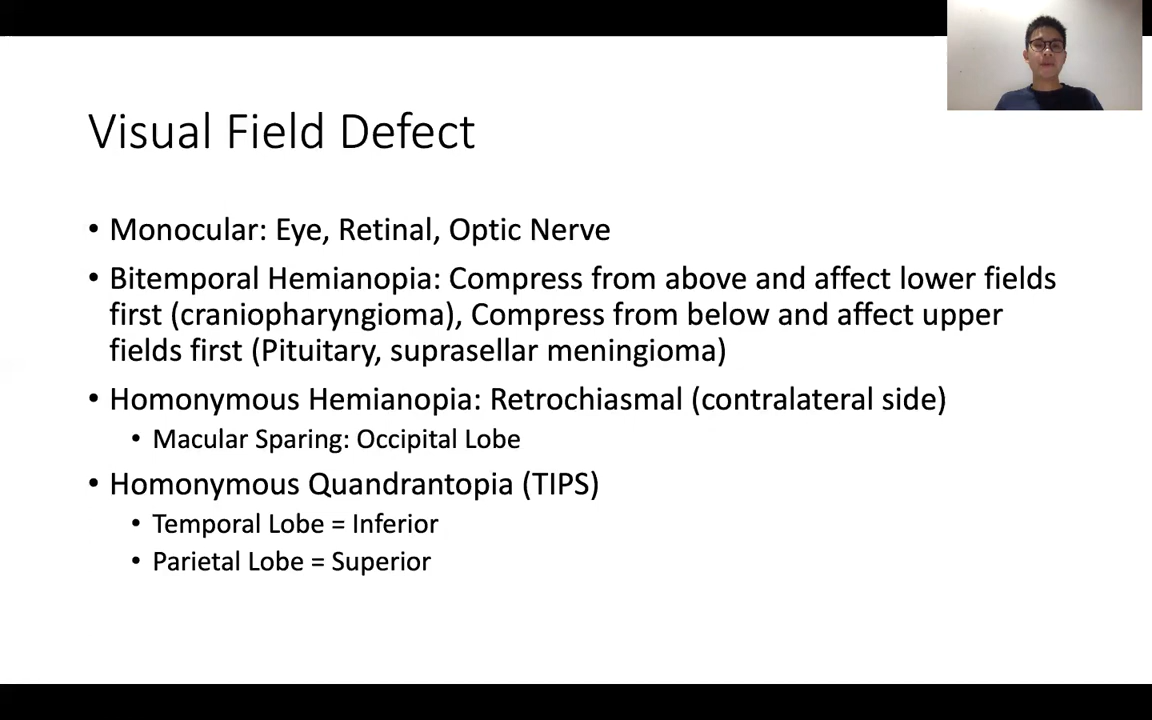 Visual Field Defect
• Monocular: Eye, Retinal, Optic Nerve
• Bitemporal Hemianopia: Compress from above and affect lower fields
first (craniopharyngioma), Compress from below and affect upper
fields first (Pituitary, suprasellar meningioma)
• Homonymous Hemianopia: Retrochiasmal (contralateral side)
• Macular Sparing: Occipital Lobe
• Homonymous Quandrantopia (TIPS)
• Temporal Lobe = Inferior
• Parietal Lobe = Superior